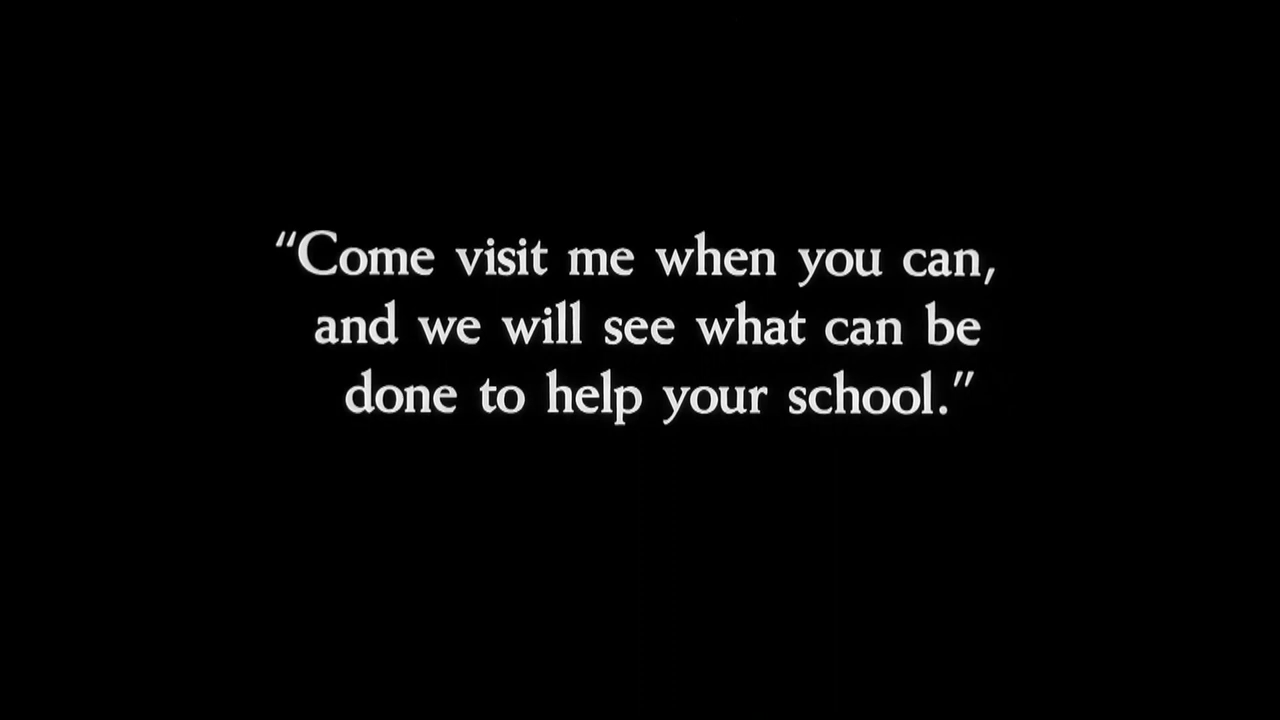 “Come visit me when you can,
and we will see what can be
done to help your school.”